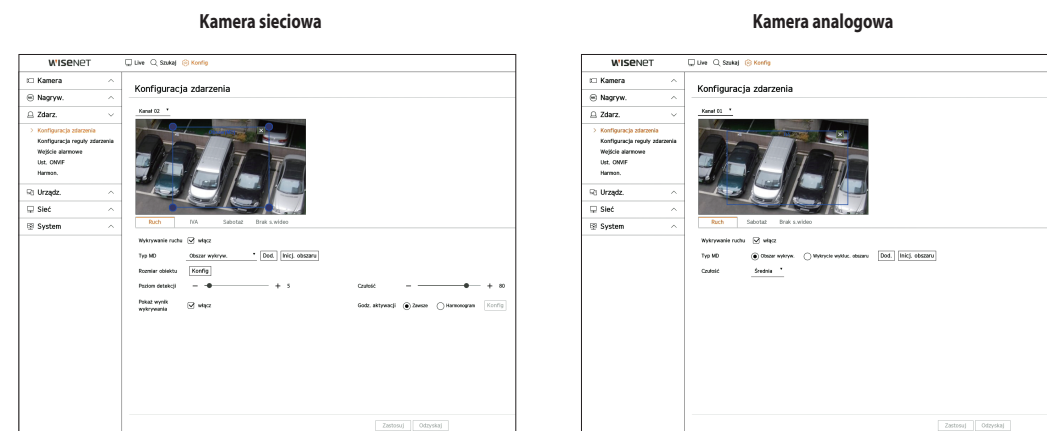 Kamera sieciowa
WISENET
Live Szukaj Konfig
Kamera
Nagryw.
Zdarz.
Konfiguracja zdarzenia
Konfiguracja reguły zdarzenia
Wejście alarmowe
Ust. ONVIF
Harmon.
Urządz.
Sieć
System
Konfiguracja zdarzenia
Kanał 02
Ruch IVA Sabotaż Brak s.wideo
Wykrywanie ruchu włącz
Typ MD Obszar wykryw. Dod. Inicj. obszaru
Rozmiar obiektu Konfig
Poziom detekcji − + 5 Czułość − + 80
Pokaż wynik
wykrywania
włącz Godz. aktywacji Zawsze Harmonogram Konfig
Zastosuj Odzyskaj
Kamera analogowa
WISENET
Live Szukaj Konfig
Kamera
Nagryw.
Zdarz.
Konfiguracja zdarzenia
Konfiguracja reguły zdarzenia
Wejście alarmowe
Ust. ONVIF
Harmon.
Urządz.
Sieć
System
Konfiguracja zdarzenia
Kanał 01
Ruch Sabotaż Brak s.wideo
Wykrywanie ruchu włącz
Typ MD Obszar wykryw. Wykrycie wykluc. obszaru Dod. Inicj. obszaru
Czułość Średnia
Zastosuj Odzyskaj